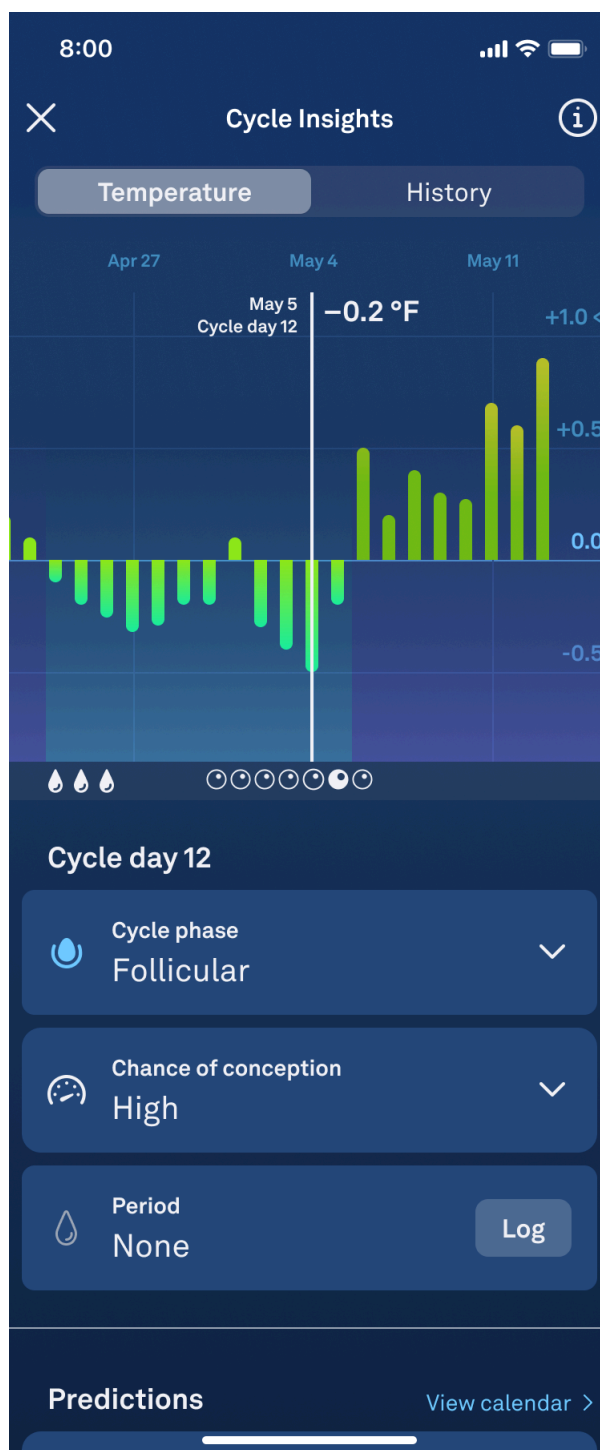 8:00
Cycle Insights
Temperature
History
Apr 27
May 4
May 11
May 5
Cycle day 12
−0.2 °F
+1.0
+0.5
0.0
-0.5
Cycle day 12
Cycle phase
Follicular
Chance of conception
High
Period
None
Log
Predictions
View calendar >